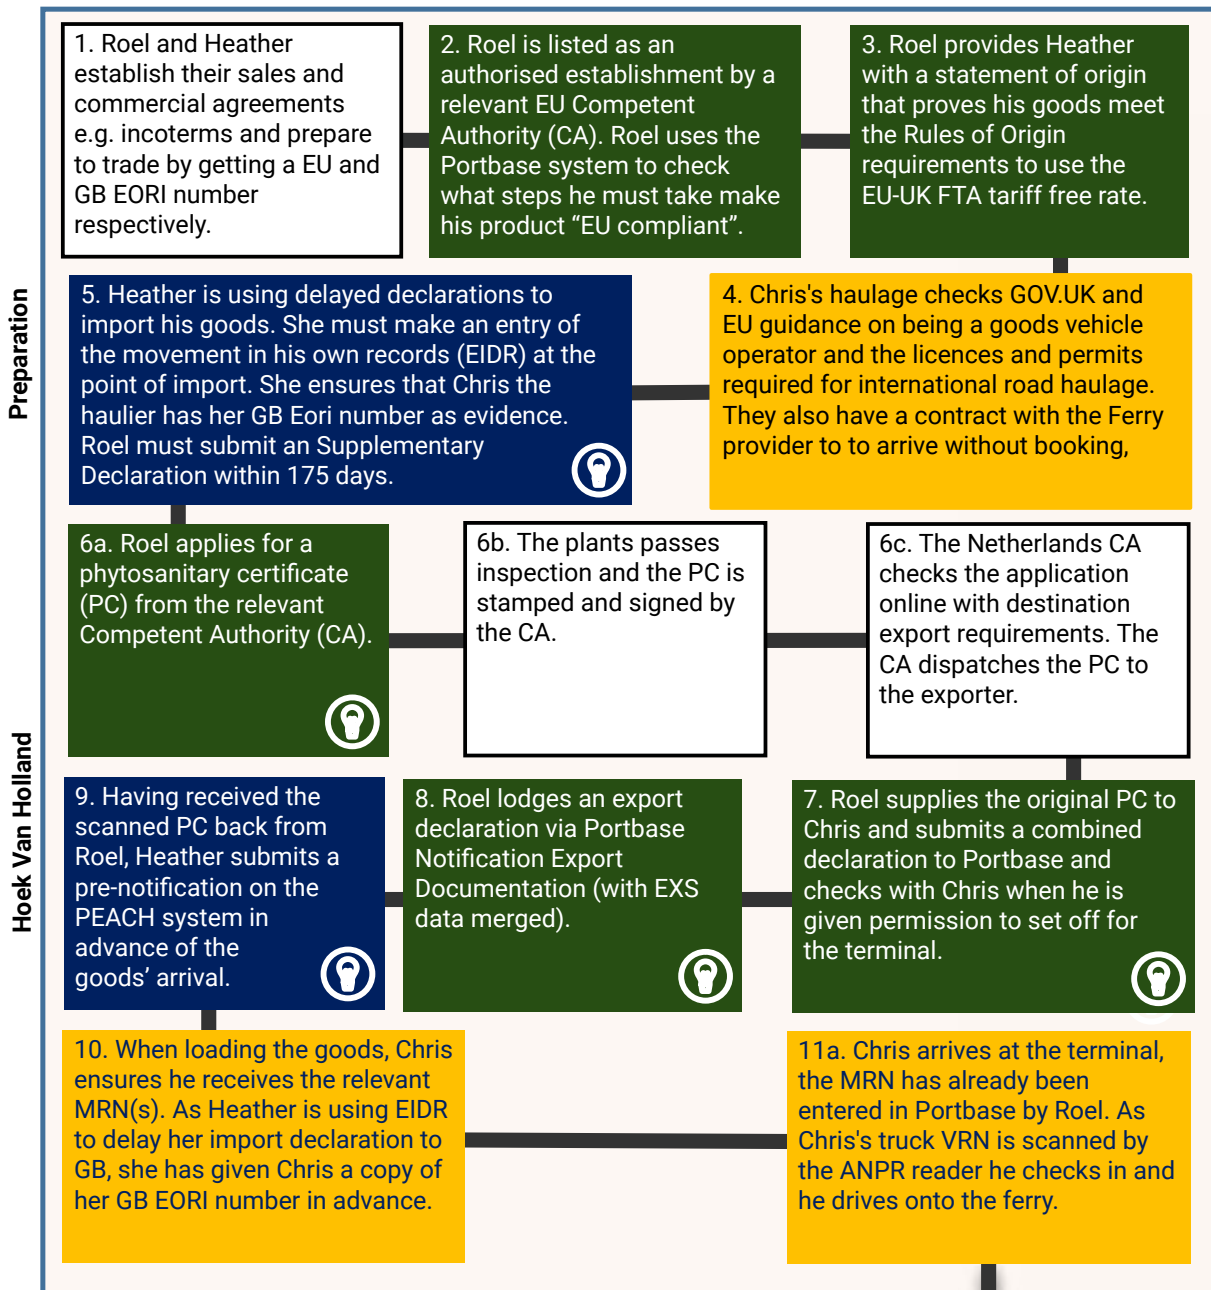 1. Roel and Heather
establish their sales and
commercial agreements
e.g. incoterms and prepare
to trade by getting a EU and
GB EORI number
respectively.
2. Roel is listed as an
authorised establishment by a
relevant EU Competent
Authority (CA). Roel uses the
Portbase system to check
what steps he must take make
his product “EU compliant”.
3. Roel provides Heather
with a statement of origin
that proves his goods meet
the Rules of Origin
requirements to use the
EU-UK FTA tariff free rate.
Preparation
5. Heather is using delayed declarations to
import his goods. She must make an entry of
the movement in his own records (EIDR) at the
point of import. She ensures that Chris the
haulier has her GB Eori number as evidence.
Roel must submit an Supplementary
Declaration within 175 days.
4. Chris's haulage checks GOV.UK and
EU guidance on being a goods vehicle
operator and the licences and permits
required for international road haulage.
They also have a contract with the Ferry
provider to to arrive without booking,
6a. Roel applies for a
phytosanitary certificate
(PC) from the relevant
Competent Authority (CA).
6b. The plants passes
inspection and the PC is
stamped and signed by
the CA.
6c. The Netherlands CA
checks the application
online with destination
export requirements. The
CA dispatches the PC to
the exporter.
Hoek Van Holland
9. Having received the
scanned PC back from
Roel, Heather submits a
pre-notification on the
PEACH system in
advance of the
goods’ arrival.
8. Roel lodges an export
declaration via Portbase
Notification Export
Documentation (with EXS
data merged).
7. Roel supplies the original PC to
Chris and submits a combined
declaration to Portbase and
checks with Chris when he is
given permission to set off for
the terminal.
10. When loading the goods, Chris
ensures he receives the relevant
MRN(s). As Heather is using EIDR
to delay her import declaration to
GB, she has given Chris a copy of
her GB EORI number in advance.
11a. Chris arrives at the terminal,
the MRN has already been
entered in Portbase by Roel. As
Chris's truck VRN is scanned by
the ANPR reader he checks in and
he drives onto the ferry.